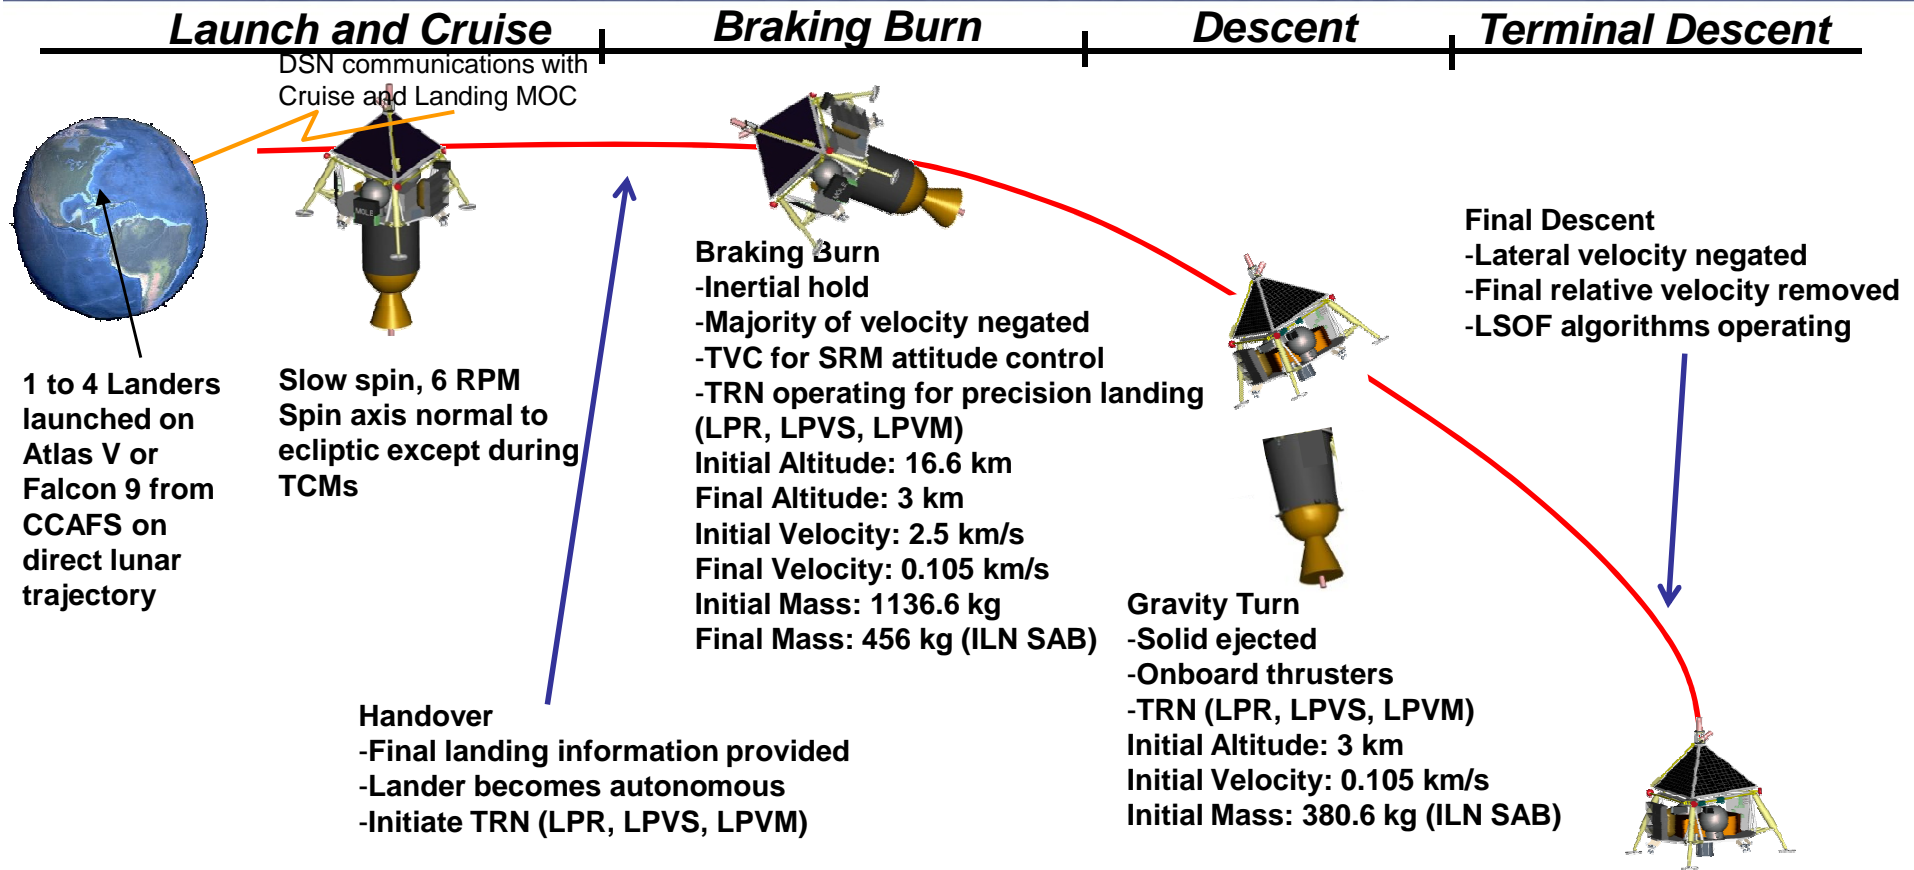 Launch and Cruise
Braking Burn
Descent
Terminal Descent
DSN communications with
Cruise and Landing MOC
1 to 4 Landers
launched on
Atlas V or
Falcon 9 from
CCAFS on
direct lunar
trajectory
Slow spin, 6 RPM
Spin axis normal to
ecliptic except during
TCMs
MOLE
Handover
-Final landing information provided
-Lander becomes autonomous
-Initiate TRN (LPR, LPVS, LPVM)
MOLE
Braking Burn
-Inertial hold
-Majority of velocity negated
-TVC for SRM attitude control
-TRN operating for precision landing
(LPR, LPVS, LPVM)
Initial Altitude: 16.6 km
Final Altitude: 3 km
Initial Velocity: 2.5 km/s
Final Velocity: 0.105 km/s
Initial Mass: 1136.6 kg
Final Mass: 456 kg (ILN SAB)
Gravity Turn
-Solid ejected
-Onboard thrusters
-TRN (LPR, LPVS, LPVM)
Initial Altitude: 3 km
Initial Velocity: 0.105 km/s
Initial Mass: 380.6 kg (ILN SAB)
Final Descent
-Lateral velocity negated
-Final relative velocity removed
-LSOF algorithms operating